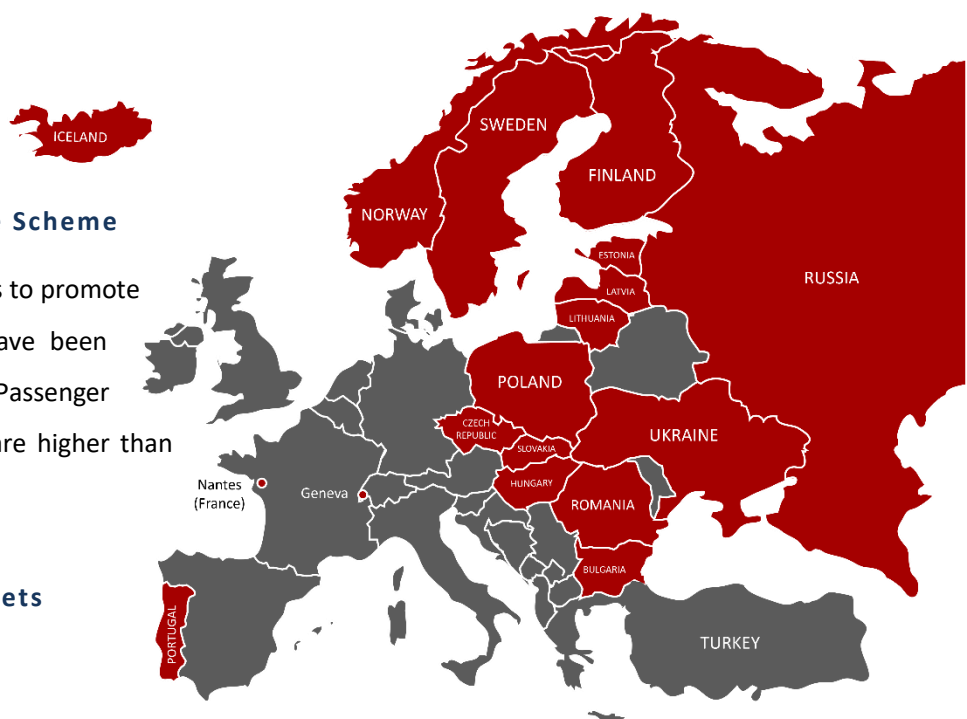 ICELAND
SWEDEN
FINLAND
NORWAY
Scheme
ESTONIA
RUSSIA
s to promote
LATVIA
LITHUANIA
ave been
Passenger
POLAND
are higher than
CZECH
REPUBLIC
UKRAINE
SLOVAKIA
HUNGARY
Nantes
(France)
Geneva
ROMANIA
BULGARIA
ets
PORTUGAL
TURKEY